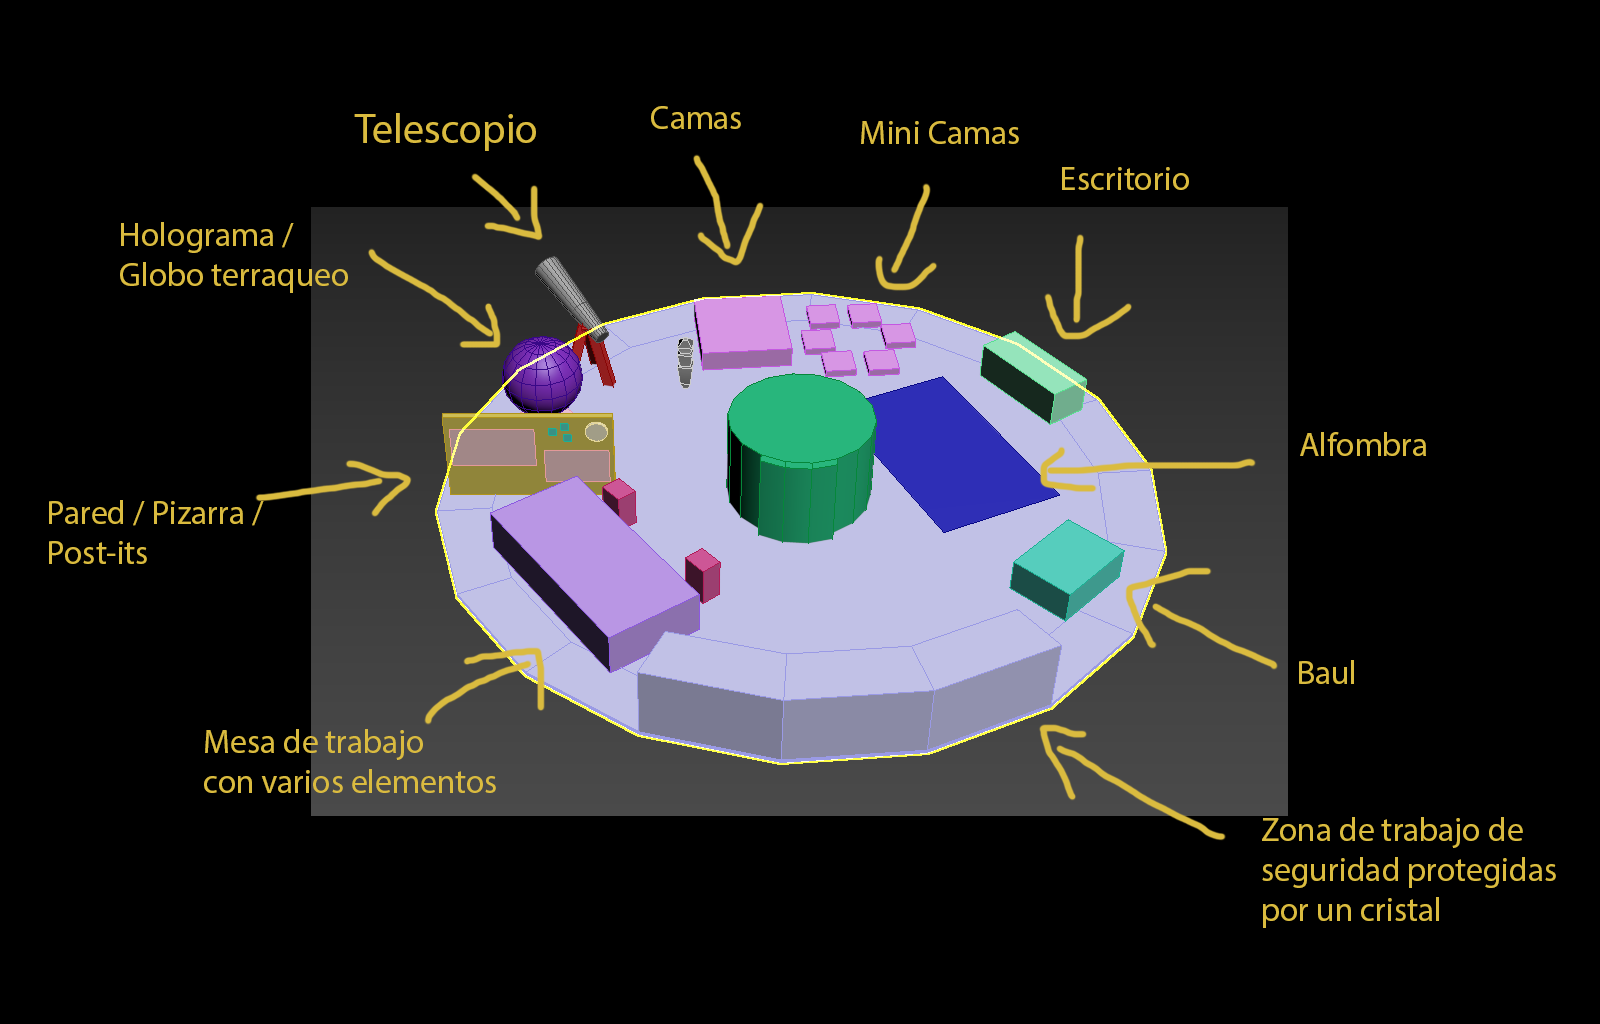 Telescopio
Camas
Mini Camas
Escritorio
Holograma /
Globo terraqueo
Alfombra
Pared / Pizarra /
Post-its
Baul
Mesa de trabajo
con varios elementos
Zona de trabajo de
seguridad protegidas
por un cristal